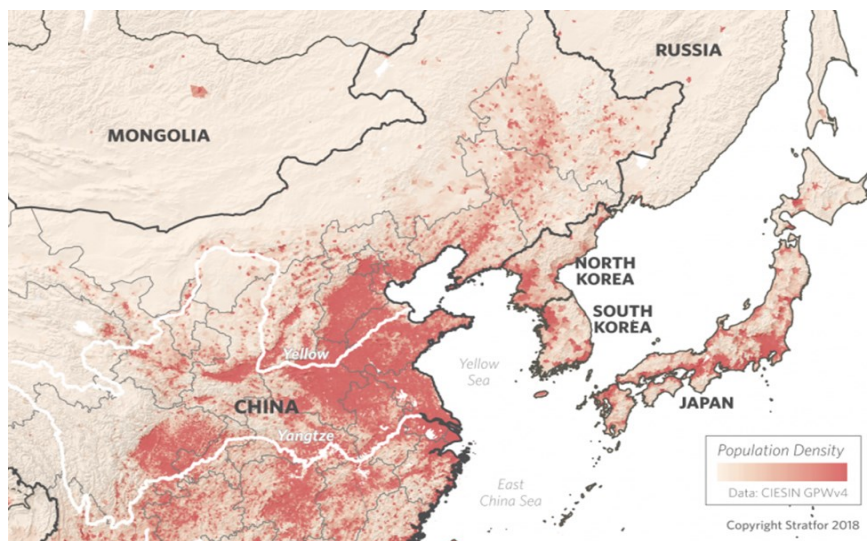 RUSSIA
MONGOLIA
NORTH
KOREA
SOUTH
KOREA
Yellow
Yellow
Sea
CHINA
JAPAN
Yangtze
East
China Sea
Population Density
Data: CIESIN GPWv4
Copyright Stratfor 2018